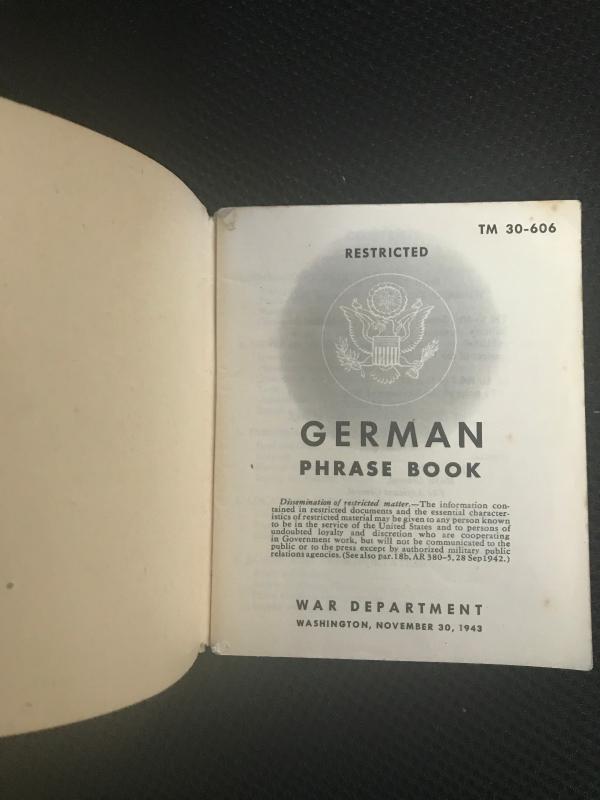 TM 30-606
RESTRICTED
GERMAN
PHRASE BOOK
Dissemination of restricted matter.—The information con-
tained in restricted documents and the essential character-
istics of restricted material may be given to any person known
to be in the service of the United States and to persons of
undoubted loyalty and discretion who are cooperating
in Government work, but will not be communicated to the
public or to the press except by authorized military public
relations agencies. (See also par. 18b, AR 380-5, 28 Sep 1942.)
WAR DEPARTMENT
WASHINGTON, NOVEMBER 30, 1943